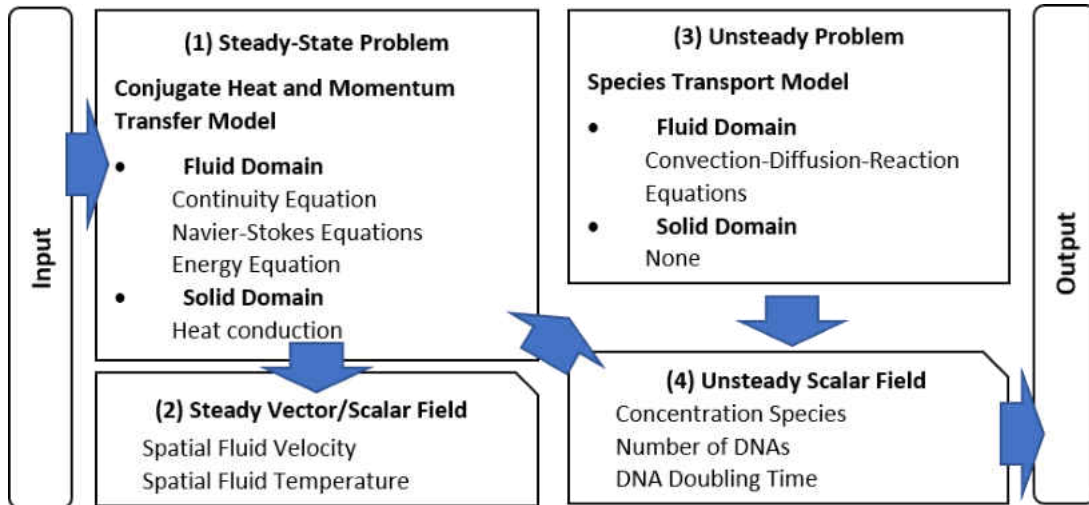 Input
(1) Steady-State Problem
Conjugate Heat and Momentum
Transfer Model
• Fluid Domain
Continuity Equation
Navier-Stokes Equations
Energy Equation
• Solid Domain
Heat conduction
(2) Steady Vector/Scalar Field
Spatial Fluid Velocity
Spatial Fluid Temperature
(3) Unsteady Problem
Species Transport Model
• Fluid Domain
Convection-Diffusion-Reaction
Equations
• Solid Domain
None
(4) Unsteady Scalar Field
Concentration Species
Number of DNAs
DNA Doubling Time
Output